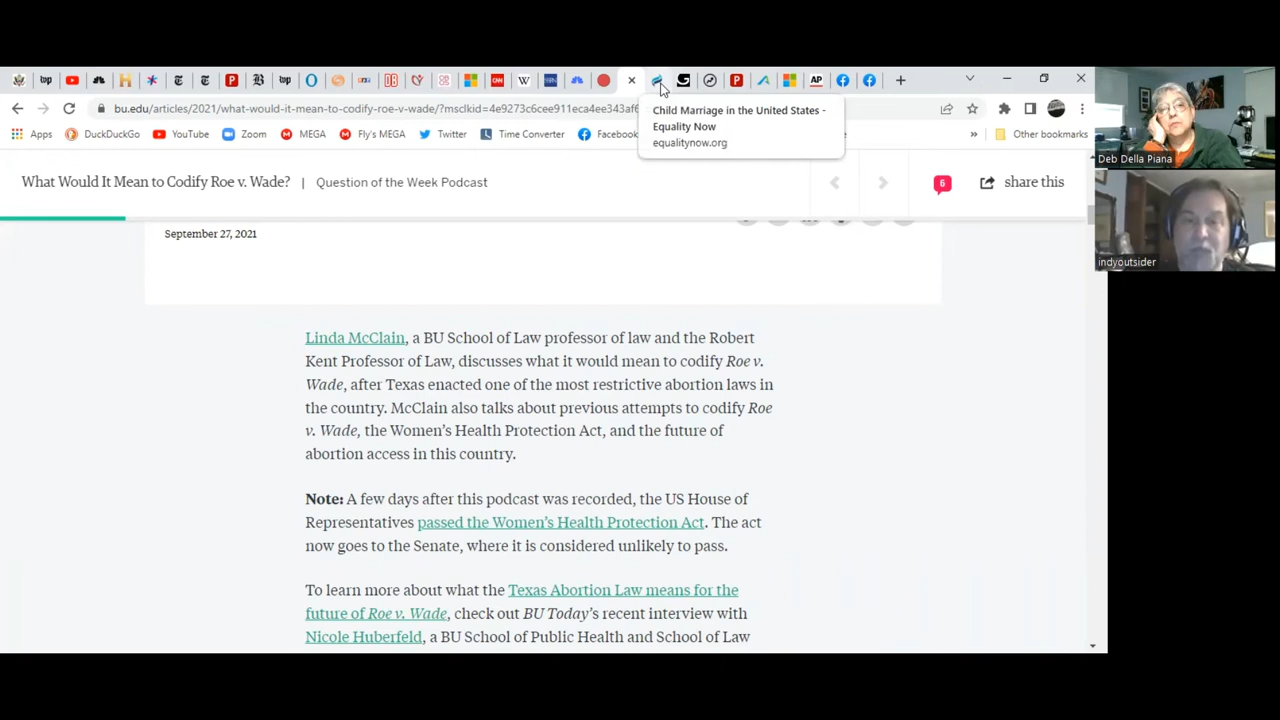 bu.edu/articles/2021/what-would-it-mean-to-codify-roe-v-wade/?msclkid=4e9273c6cee911eca4ee343af6
Child Marriage in the United States -
Equality Now
equalitynow.org
Apps DuckDuckGo YouTube Zoom MEGA Fly's MEGA Twitter Time Converter Facebook » Other bookmarks
Deb Della Piana
What Would It Mean to Codify Roe v. Wade? | Question of the Week Podcast 6 share this
September 27, 2021
indyoutsider
Linda McClain, a BU School of Law professor of law and the Robert
Kent Professor of Law, discusses what it would mean to codify Roe v.
Wade, after Texas enacted one of the most restrictive abortion laws in
the country. McClain also talks about previous attempts to codify Roe
v. Wade, the Women's Health Protection Act, and the future of
abortion access in this country.
Note: A few days after this podcast was recorded, the US House of
Representatives passed the Women's Health Protection Act. The act
now goes to the Senate, where it is considered unlikely to pass.
To learn more about what the Texas Abortion Law means for the
future of Roe v. Wade, check out BU Today's recent interview with
Nicole Huberfeld, a BU School of Public Health and School of Law